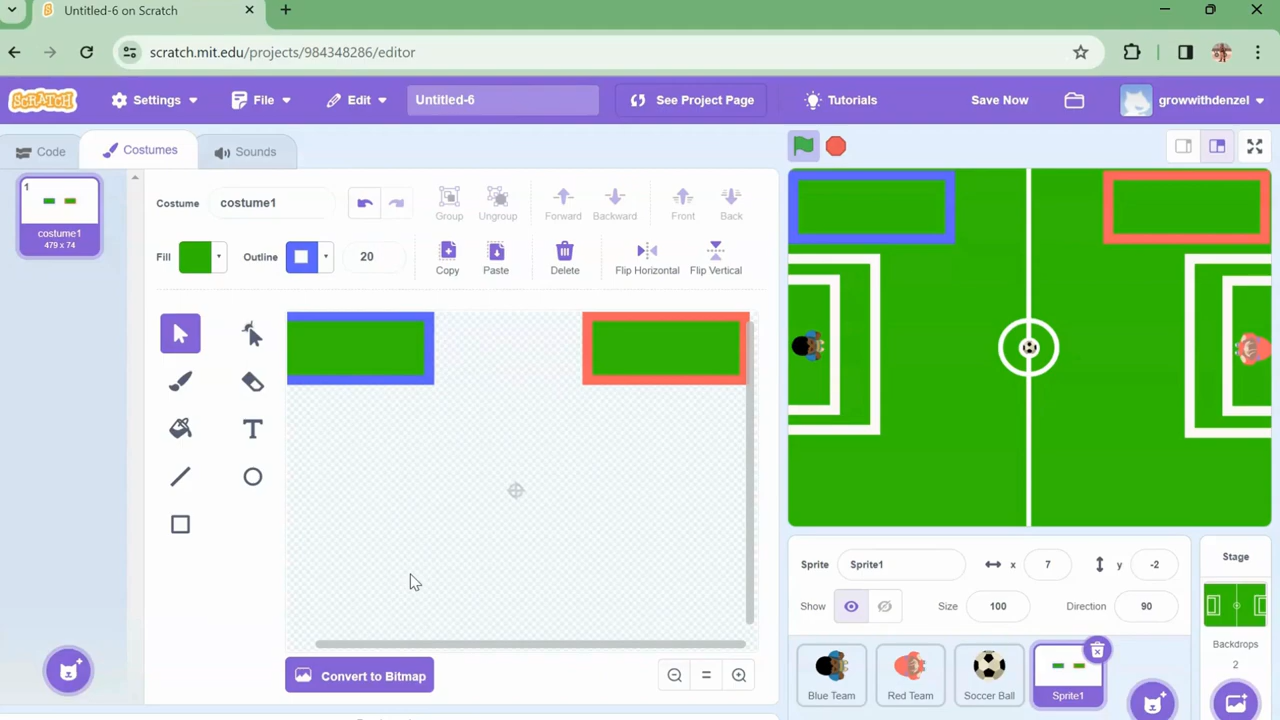 Untitled-6 on Scratch
scratch.mit.edu/projects/984348286/editor
SCRATCH Settings File Edit Untitled-6 See Project Page Tutorials Save Now growwithdenzel
Code Costumes Sounds
1
costume1
479 x 74
Costume costume1 Group Ungroup Forward Backward Front Back
Fill Outline 20 Copy Paste Delete Flip Horizontal Flip Vertical
T
Convert to Bitmap
Sprite Sprite1 x 7 y -2
Show Size 100 Direction 90
Blue Team Red Team Soccer Ball Sprite1
Stage
Backdrops
2